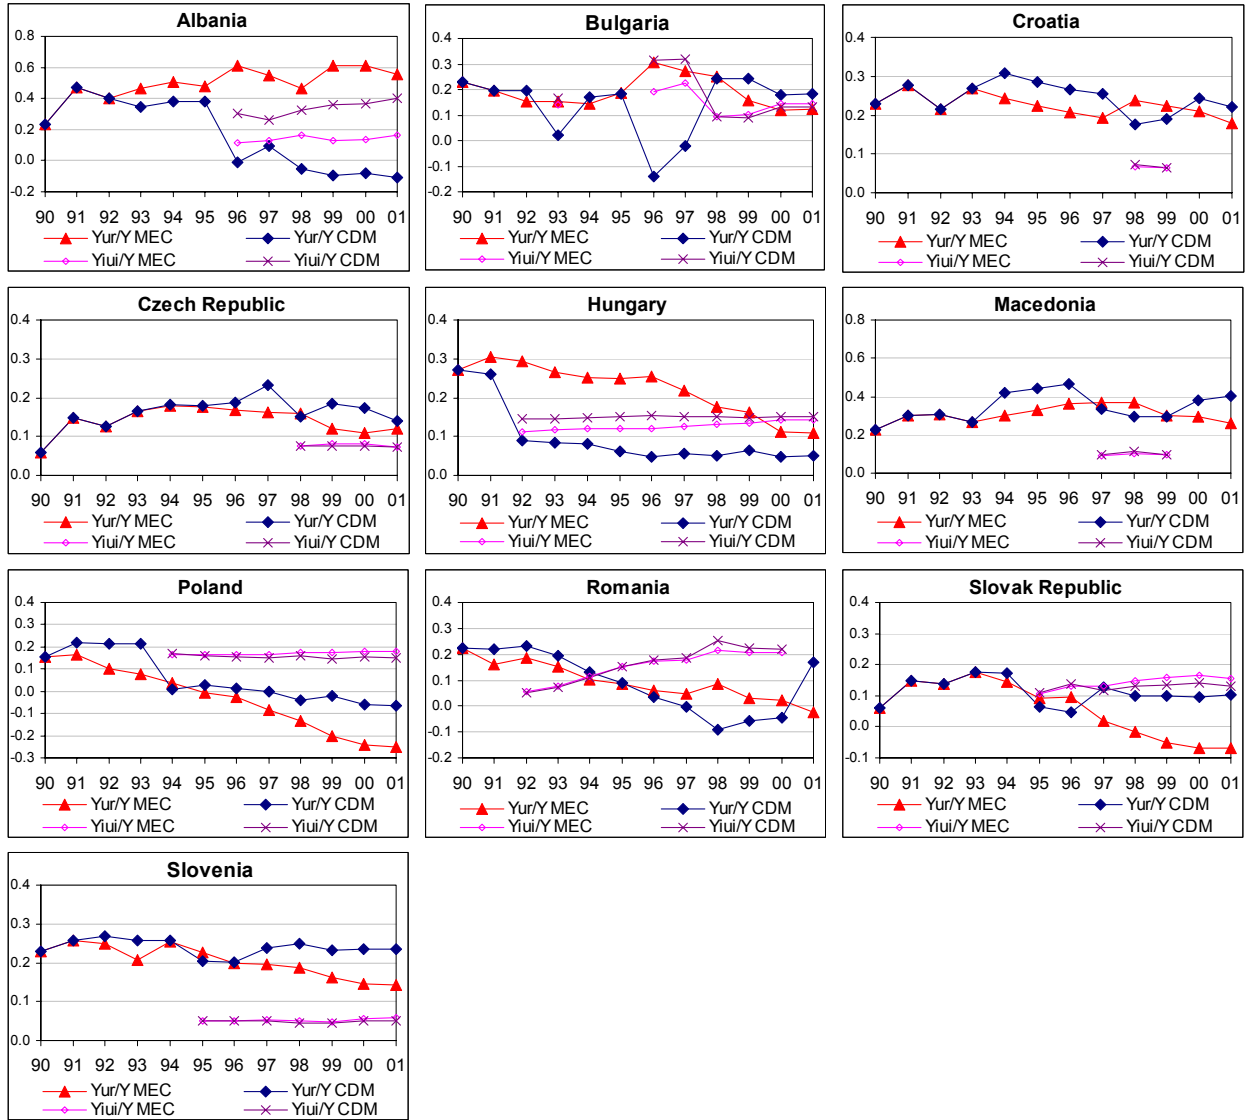 Albania
0.8
0.6
0.4
0.2
0.0
-0.2
90 91 92 93 94 95 96 97 98 99 00 01
Yur/Y MEC Yur/Y CDM
Yiui/Y MEC Yiui/Y CDM
Bulgaria
0.4
0.3
0.2
0.1
0.0
-0.1
-0.2
90 91 92 93 94 95 96 97 98 99 00 01
Yur/Y MEC Yur/Y CDM
Yiui/Y MEC Yiui/Y CDM
Croatia
0.4
0.3
0.2
0.1
0.0
90 91 92 93 94 95 96 97 98 99 00 01
Yur/Y MEC Yur/Y CDM
Yiui/Y MEC Yiui/Y CDM
Czech Republic
0.4
0.3
0.2
0.1
0.0
90 91 92 93 94 95 96 97 98 99 00 01
Yur/Y MEC Yur/Y CDM
Yiui/Y MEC Yiui/Y CDM
Hungary
0.4
0.3
0.2
0.1
0.0
90 91 92 93 94 95 96 97 98 99 00 01
Yur/Y MEC Yur/Y CDM
Yiui/Y MEC Yiui/Y CDM
Macedonia
0.8
0.6
0.4
0.2
0.0
90 91 92 93 94 95 96 97 98 99 00 01
Yur/Y MEC Yur/Y CDM
Yiui/Y MEC Yiui/Y CDM
Poland
0.4
0.3
0.2
0.1
0.0
-0.1
-0.2
-0.3
90 91 92 93 94 95 96 97 98 99 00 01
Yur/Y MEC Yur/Y CDM
Yiui/Y MEC Yiui/Y CDM
Romania
0.4
0.3
0.2
0.1
0.0
-0.1
-0.2
90 91 92 93 94 95 96 97 98 99 00 01
Yur/Y MEC Yur/Y CDM
Yiui/Y MEC Yiui/Y CDM
Slovak Republic
0.4
0.3
0.2
0.1
0.0
-0.1
90 91 92 93 94 95 96 97 98 99 00 01
Yur/Y MEC Yur/Y CDM
Yiui/Y MEC Yiui/Y CDM
Slovenia
0.4
0.3
0.2
0.1
0.0
90 91 92 93 94 95 96 97 98 99 00 01
Yur/Y MEC Yur/Y CDM
Yiui/Y MEC Yiui/Y CDM